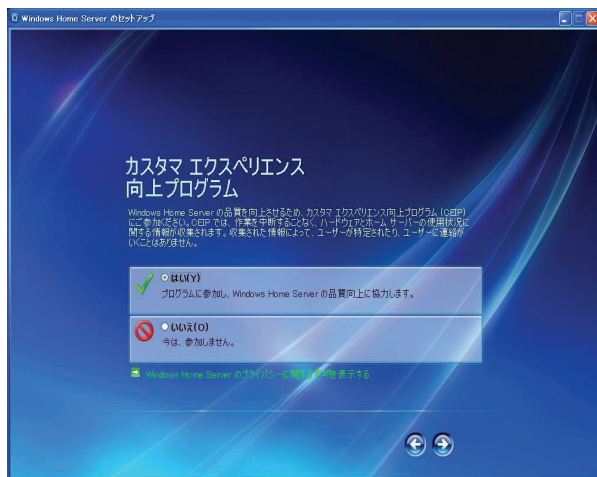 Windows Home Server のセットアップ
カスタマ エクスペリエンス
向上プログラム
Windows Home Server の品質を向上させるため、カスタマ エクスペリエンス向上プログラム (CEIP)
にご参加ください。CEIP では、作業を中断することなく、ハードウェアとホーム サーバーの使用状況に
関する情報が収集されます。収集された情報によって、ユーザーが特定されたり、ユーザーに連絡が
いくことはありません。
はい(Y)
プログラムに参加し、Windows Home Server の品質向上に協力します。
いいえ(O)
今は、参加しません。
Windows Home Server のプライバシーに関する声明を表示する